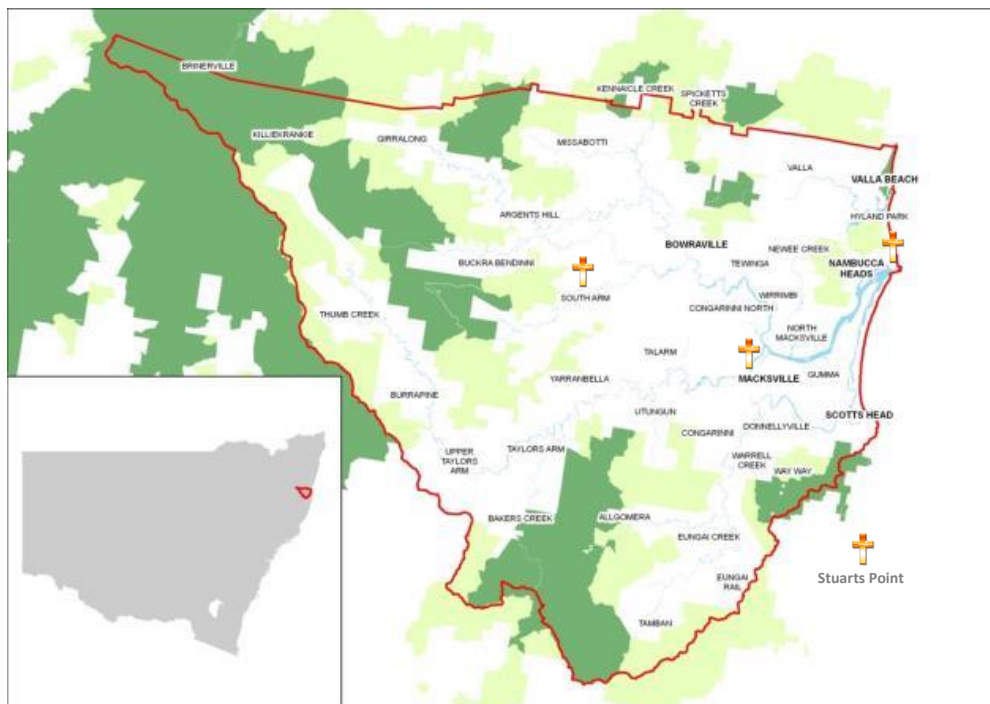 BRINERVILLE
KENNAICLE CREEK
SPICKETTS
CREEK
KILLIEKRANKIE
GIRRALONG
MISSABOTTI
VALLA
VALLA BEACH
ARGENTS HILL
HYLAND PARK
BOWRAVILLE
NEWEE CREEK
BUCKRA BENDINNI
TEWINGA
NAMBUCCA
HEADS
SOUTH ARM
WIRRIMBI
CONGARINNI NORTH
THUMB CREEK
NORTH
MACKSVILLE
TALARM
GUMMA
YARRANBELLA
MACKSVILLE
BURRAPINE
UTUNGUN
SCOTTS HEAD
DONNELLYVILLE
CONGARINNI
UPPER
TAYLORS
ARM
TAYLORS ARM
WARRELL
CREEK
WAY WAY
BAKERS CREEK
ALLGOMERA
EUNGAI CREEK
Stuarts Point
EUNGAI
RAIL
TAMBAN